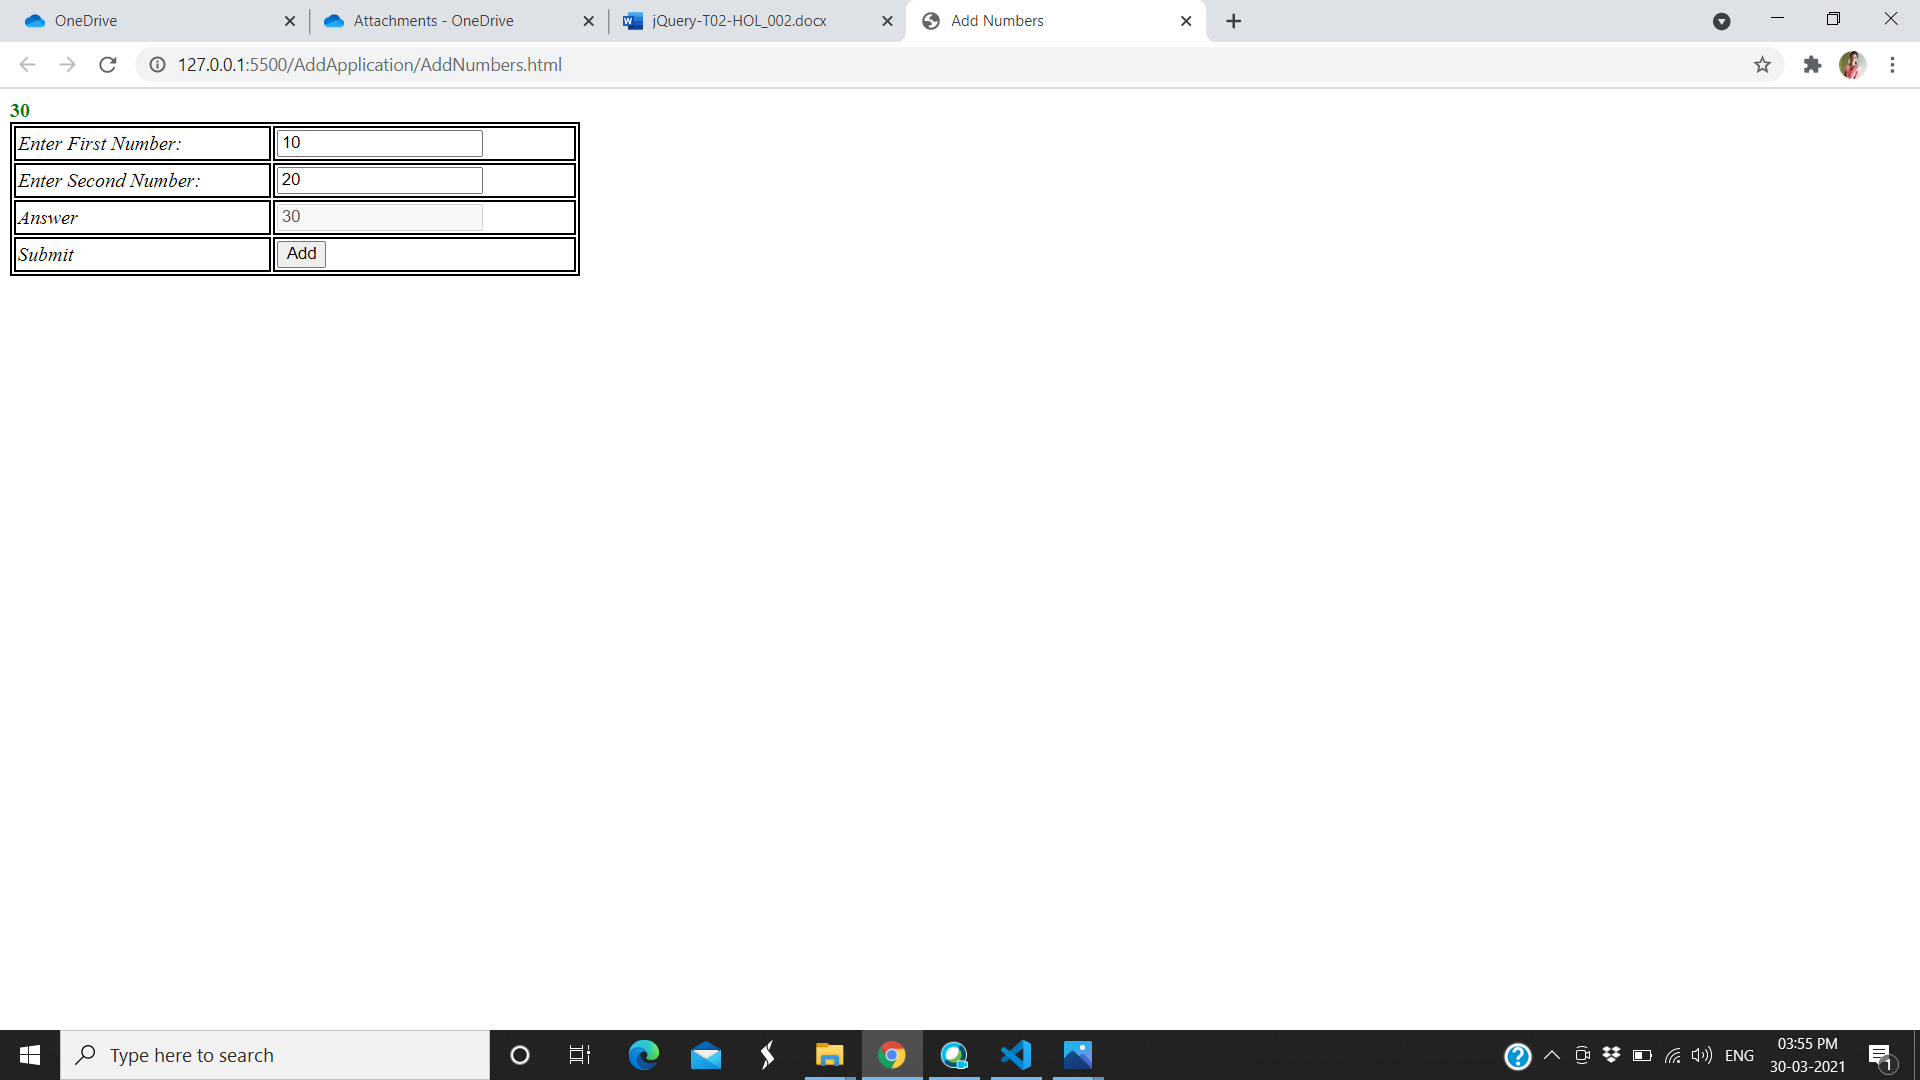 OneDrive
Attachments - OneDrive
jQuery-T02-HOL_002.docx
Add Numbers
127.0.0.1:5500/AddApplication/AddNumbers.html
30
Enter First Number: 10
Enter Second Number: 20
Answer 30
Submit Add
Type here to search
ENG
03:55 PM
30-03-2021
1